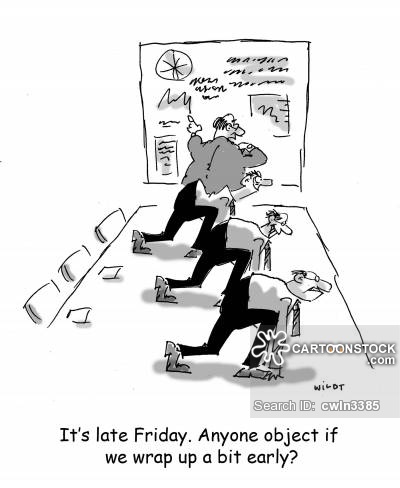 WILDT
CARTOONSTOCK
.com
Search ID: cwln3385
It's late Friday. Anyone object if
we wrap up a bit early?